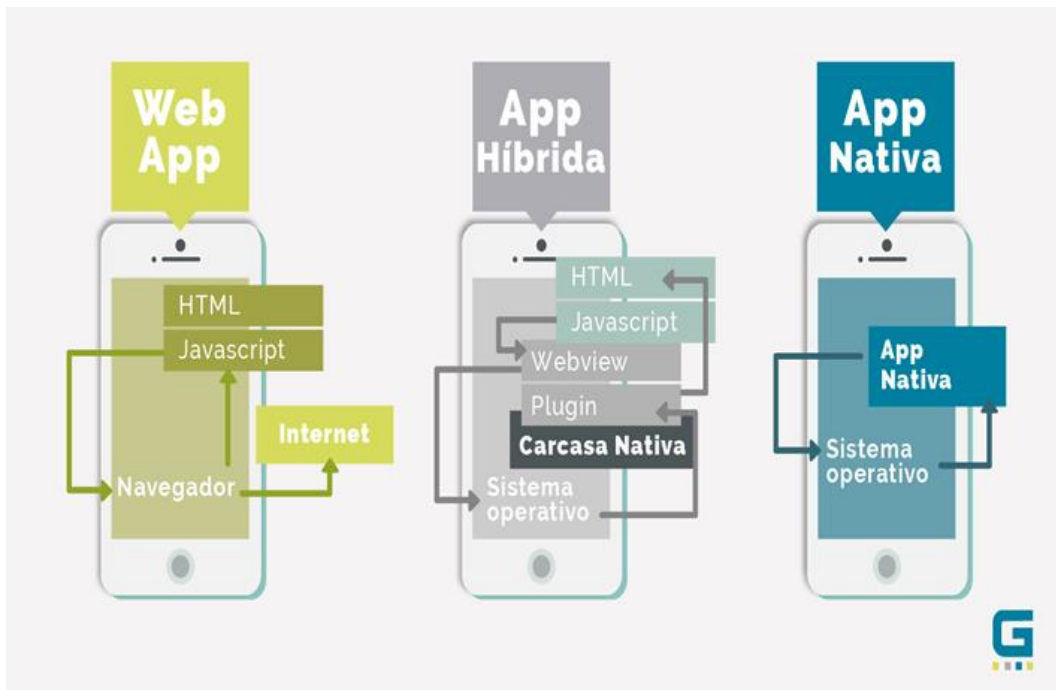 Web
App
HTML
Javascript
Internet
Navegador
App
Híbrida
HTML
Javascript
Webview
Plugin
Carcasa Nativa
Sistema
operativo
App
Nativa
App
Nativa
Sistema
operativo
G